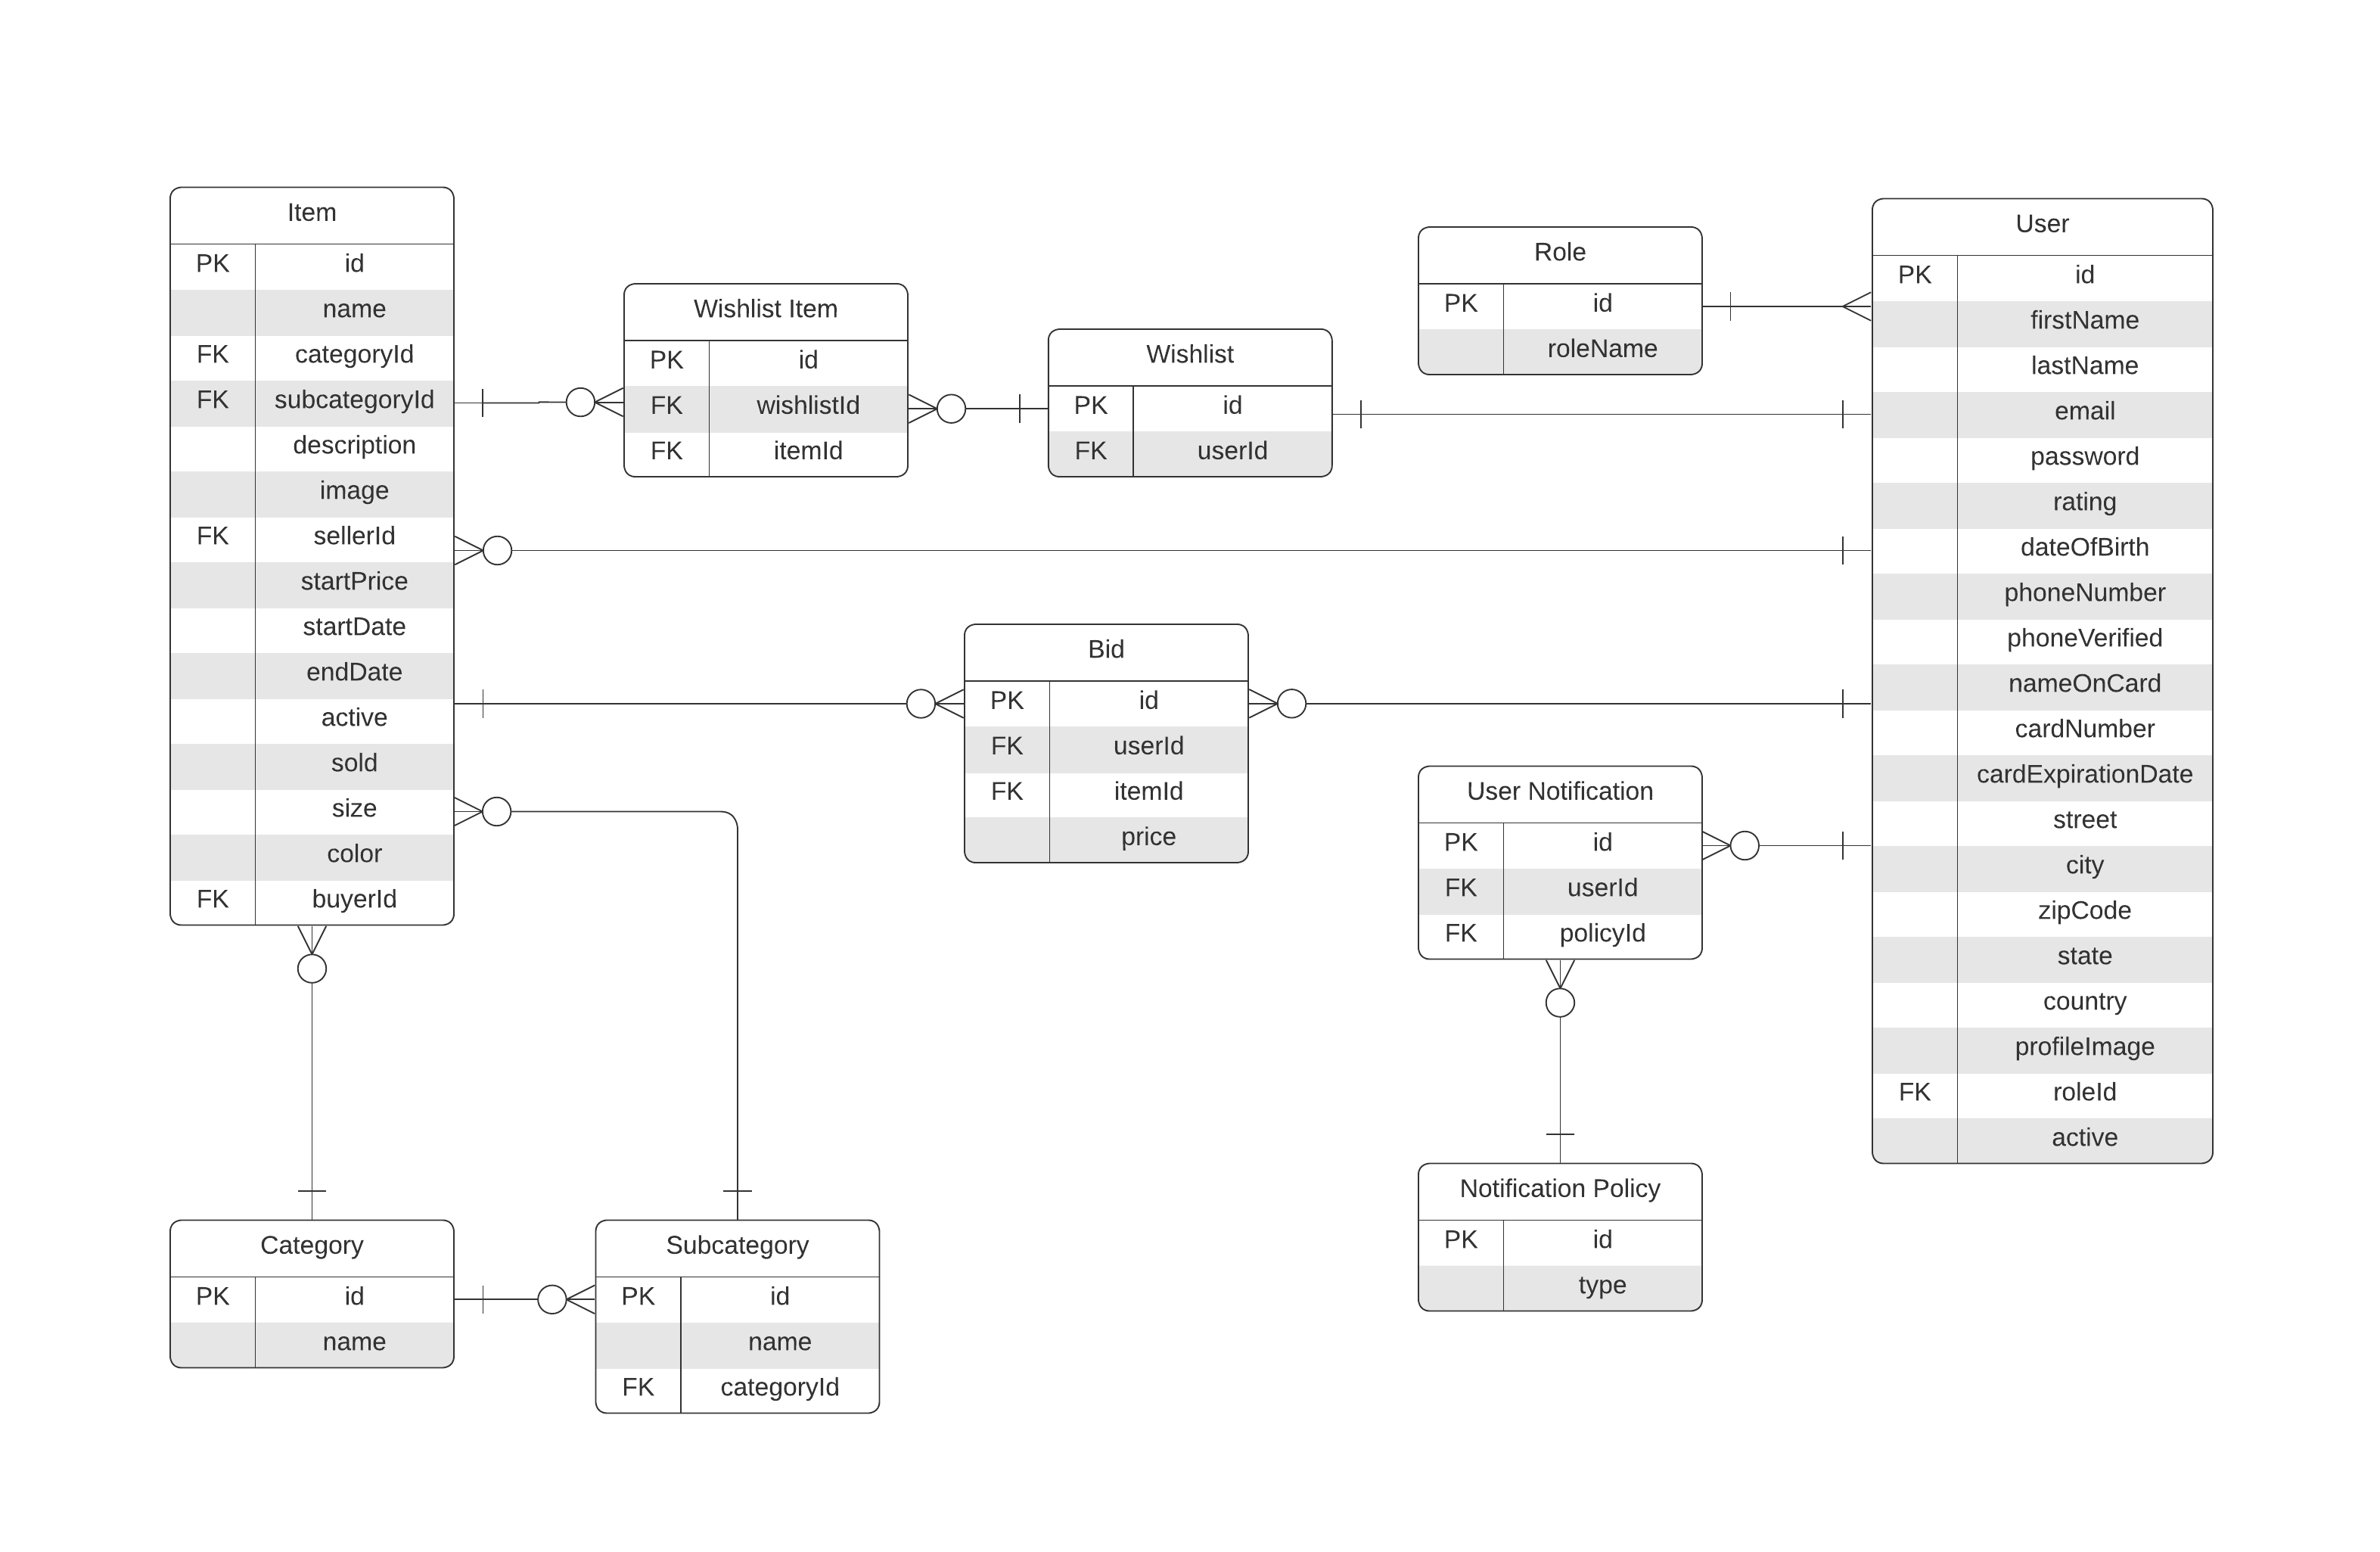 Item
PK id
name
FK categoryId
FK subcategoryId
description
image
FK sellerId
startPrice
startDate
endDate
active
sold
size
color
FK buyerId
Wishlist Item
PK id
FK wishlistId
FK itemId
Wishlist
PK id
FK userId
Role
PK id
roleName
User
PK id
firstName
lastName
email
password
rating
dateOfBirth
phoneNumber
phoneVerified
nameOnCard
cardNumber
cardExpirationDate
street
city
zipCode
state
country
profileImage
FK roleId
active
Bid
PK id
FK userId
FK itemId
price
User Notification
PK id
FK userId
FK policyId
Notification Policy
PK id
type
Category
PK id
name
Subcategory
PK id
name
FK categoryId